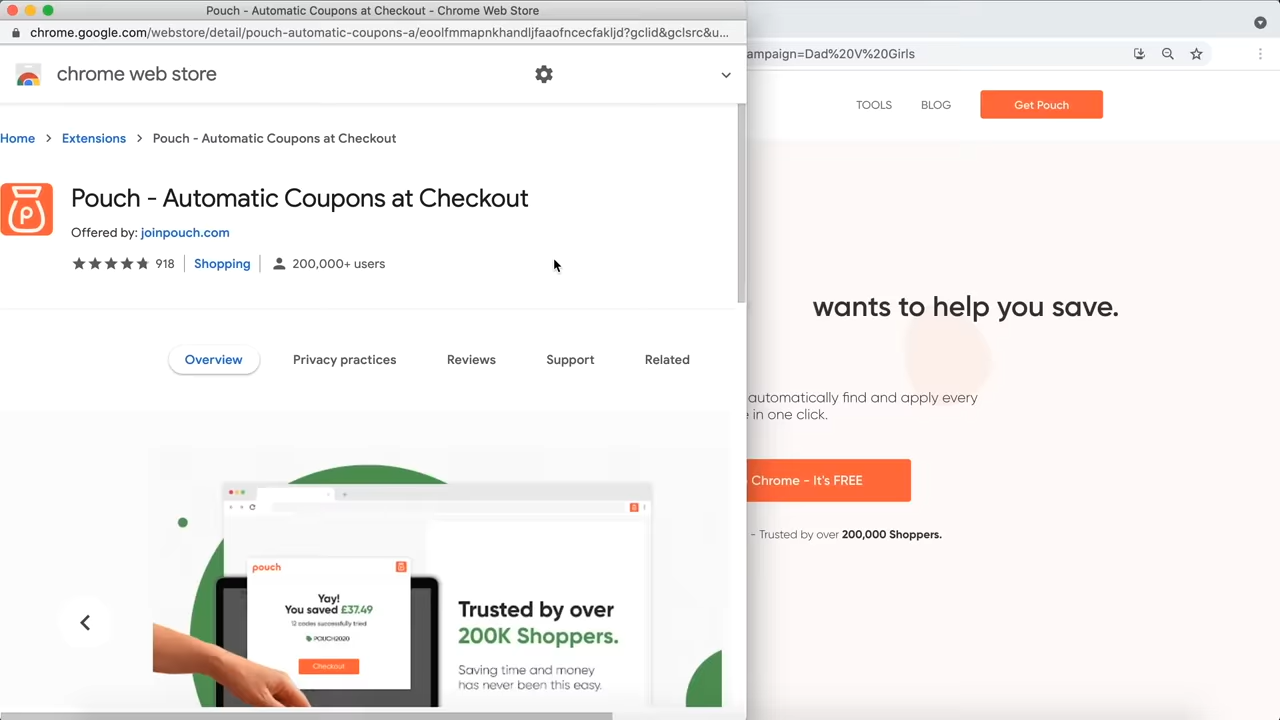 Pouch - Automatic Coupons at Checkout - Chrome Web Store
chrome.google.com/webstore/detail/pouch-automatic-coupons-a/eoolfmmapnkhandljfaaofncecfakljd?gclid&gclsrc&u...
ampaign=Dad%20V%20Girls
chrome web store
TOOLS
BLOG
Get Pouch
Home > Extensions > Pouch - Automatic Coupons at Checkout
Pouch - Automatic Coupons at Checkout
Offered by: joinpouch.com
918
Shopping
200,000+ users
wants to help you save.
Overview
Privacy practices
Reviews
Support
Related
automatically find and apply every
in one click.
Chrome - It's FREE
- Trusted by over 200,000 Shoppers.
pouch
Yay!
You saved £37.49
12 codes successfully tried
POUCH2020
Checkout
Trusted by over
200K Shoppers.
Saving time and money
has never been this easy.